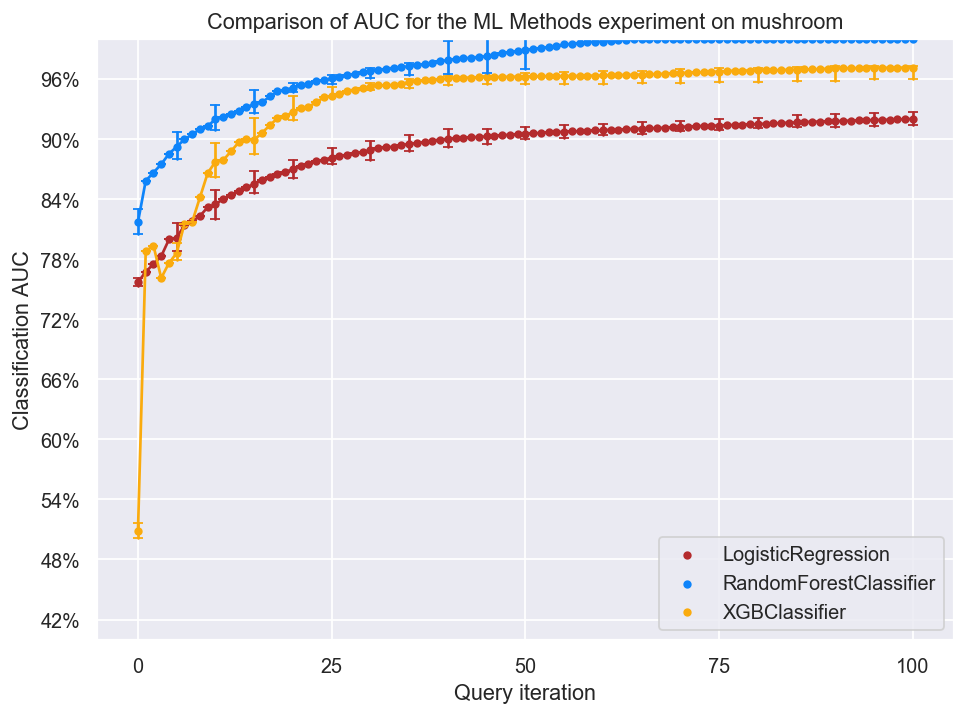 Comparison of AUC for the ML Methods experiment on mushroom
Classification AUC
96%
90%
84%
78%
72%
66%
60%
54%
48%
42%
LogisticRegression
RandomForestClassifier
XGBClassifier
0
25
50
75
100
Query iteration